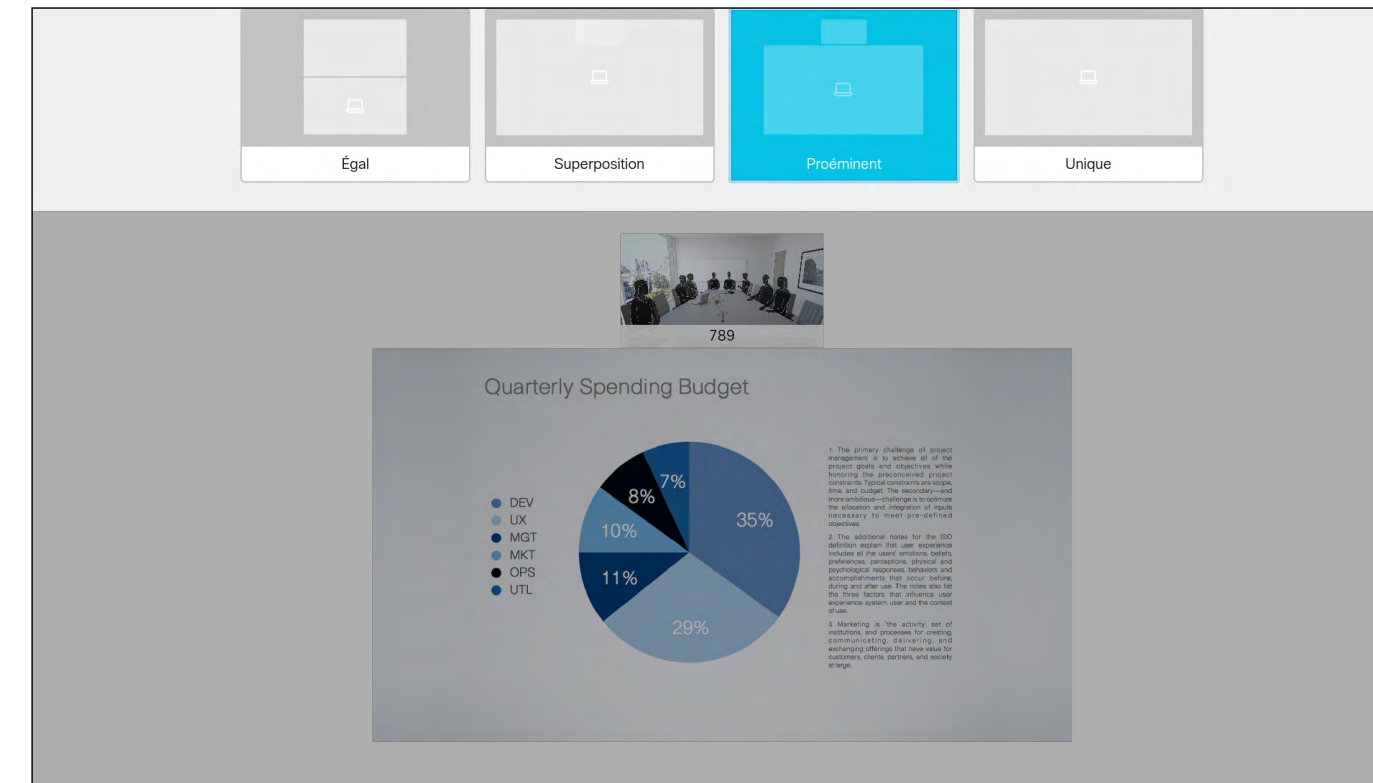 Égal
Superposition
Proéminent
Unique
789
Quarterly Spending Budget
DEV
UX
MGT
MKT
OPS
UTL
7%
8%
35%
10%
11%
29%
1. The primary challenge of project
management is to achieve all of the
project goals and objectives while
honoring the preconceived project
constraints. Typical constraints are scope,
time, and budget. The secondary—and
more ambitious—challenge is to optimize
the allocation and integration of inputs
necessary to meet pre-defined
objectives.
2. The additional notes for the ISO
definition explain that user experience
includes all the users' emotions, beliefs,
preferences, perceptions, physical and
psychological responses, behaviors and
accomplishments that occur before,
during and after use. The notes also list
the three factors that influence user
experience: system, user and the context
of use.
3. Marketing is "the activity, set of
institutions, and processes for creating,
communicating, delivering, and
exchanging offerings that have value for
customers, clients, partners, and society
at large.